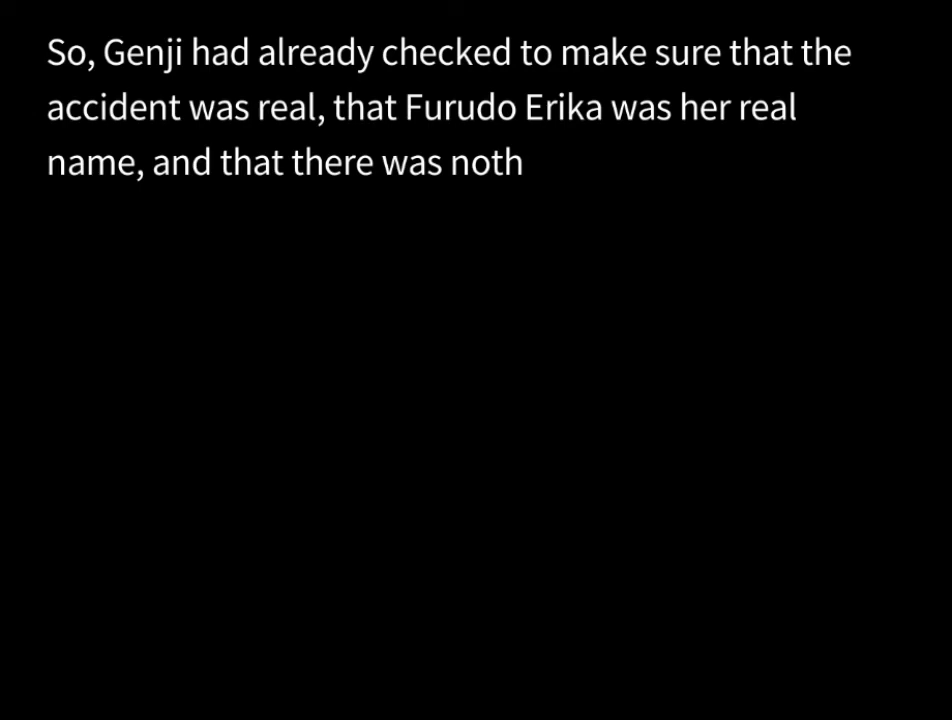 So, Genji had already checked to make sure that the
accident was real, that Furudo Erika was her real
name, and that there was noth